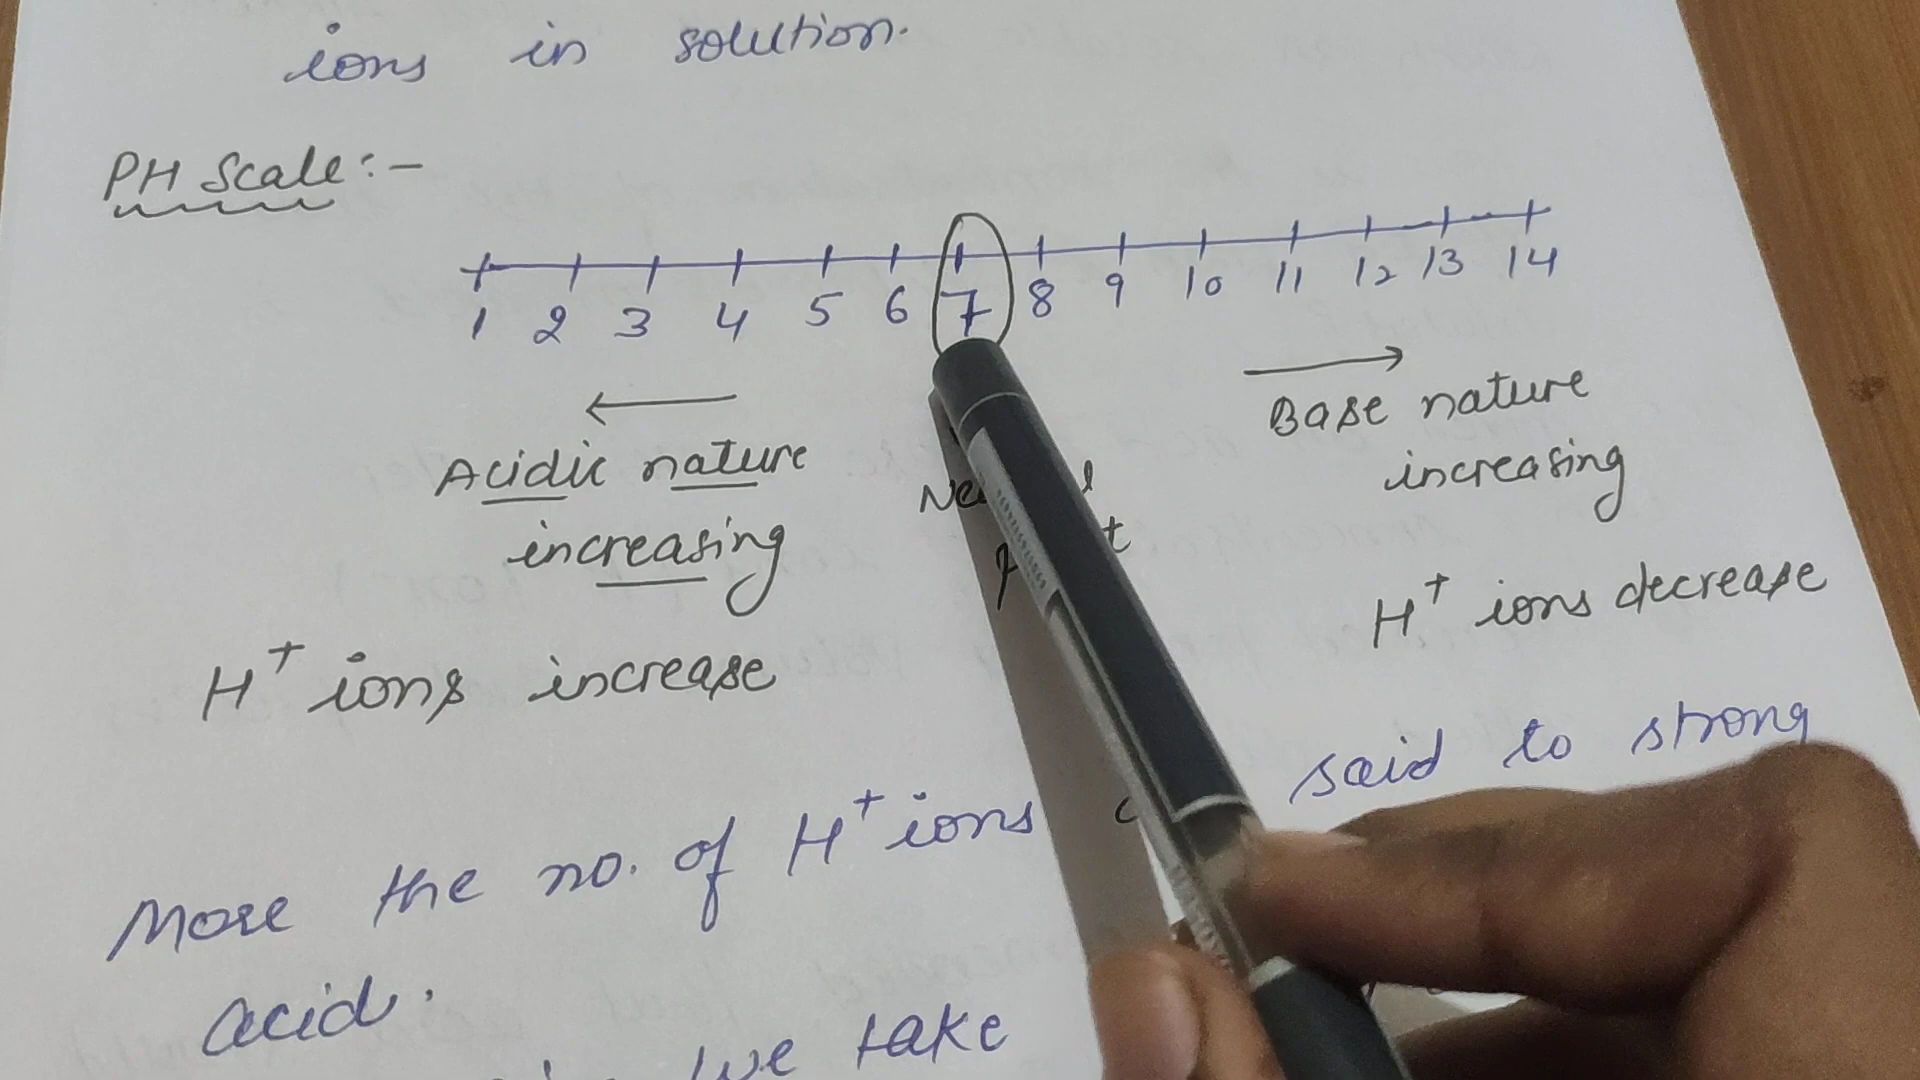 ions in solution.
PH Scale:-
1 2 3 4 5 6 7 8 9 10 11 12 13 14
Acidic nature
increasing
Base nature
increasing
H+ ions increase
H+ ions decrease
More the no. of H+ ions said to strong
acid.
we take